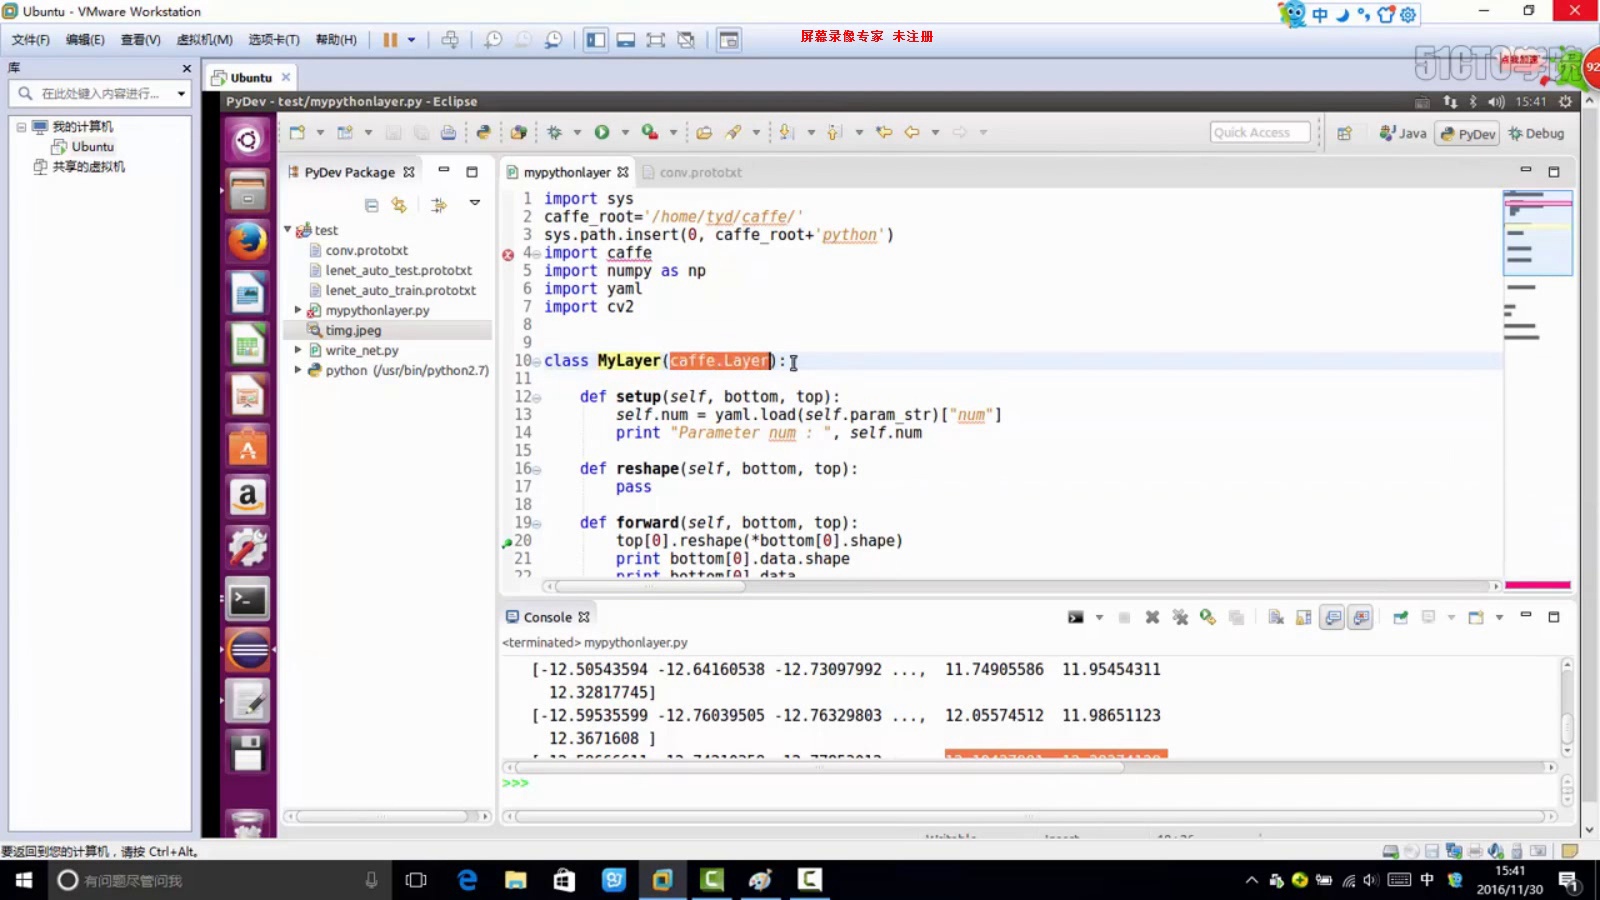 Ubuntu - VMware Workstation
中
文件(F) 编辑(E) 查看(V) 虚拟机(M) 选项卡(T) 帮助(H)
屏幕录像专家 未注册
51CTO学院
点我加速
92
库
在此处键入内容进行...
我的计算机
Ubuntu
共享的虚拟机
Ubuntu
PyDev - test/mypythonlayer.py - Eclipse
15:41
Quick Access
Java
PyDev
Debug
PyDev Package
test
conv.prototxt
lenet_auto_test.prototxt
lenet_auto_train.prototxt
mypythonlayer.py
timg.jpeg
write_net.py
python (/usr/bin/python2.7)
mypythonlayer
conv.prototxt
1 import sys
2 caffe_root='/home/tyd/caffe/'
3 sys.path.insert(0, caffe_root+'python')
4 import caffe
5 import numpy as np
6 import yaml
7 import cv2
8
9
10 class MyLayer(caffe.Layer):
11
12 def setup(self, bottom, top):
13 self.num = yaml.load(self.param_str)["num"]
14 print "Parameter num : ", self.num
15
16 def reshape(self, bottom, top):
17 pass
18
19 def forward(self, bottom, top):
20 top[0].reshape(*bottom[0].shape)
21 print bottom[0].data.shape
22 print bottom[0].data
Console
<terminated> mypythonlayer.py
[-12.50543594 -12.64160538 -12.73097992 ..., 11.74905586 11.95454311
12.32817745]
[-12.59535599 -12.76039505 -12.76329803 ..., 12.05574512 11.98651123
12.3671608 ]
>>>
要返回到您的计算机，请按 Ctrl+Alt。
有问题尽管问我
中
15:41
2016/11/30
1